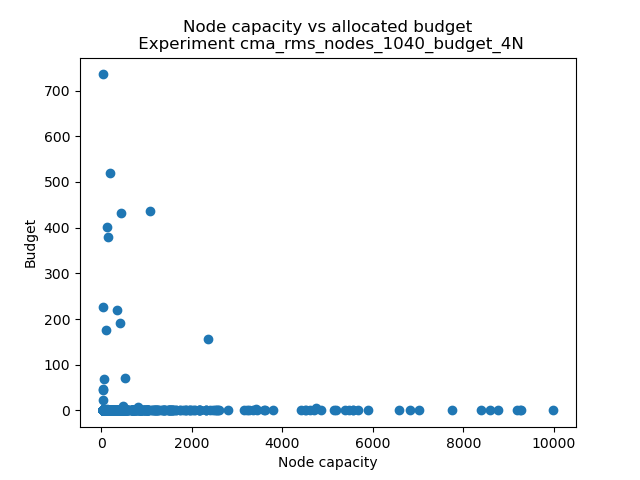 Node capacity vs allocated budget
Experiment cma_rms_nodes_1040_budget_4N
700
600
500
400
300
200
100
0
Budget
0 2000 4000 6000 8000 10000
Node capacity